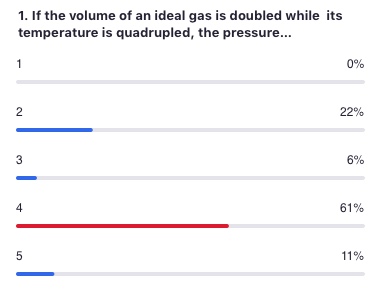 1. If the volume of an ideal gas is doubled while its
temperature is quadrupled, the pressure...
1 0%
2 22%
3 6%
4 61%
5 11%